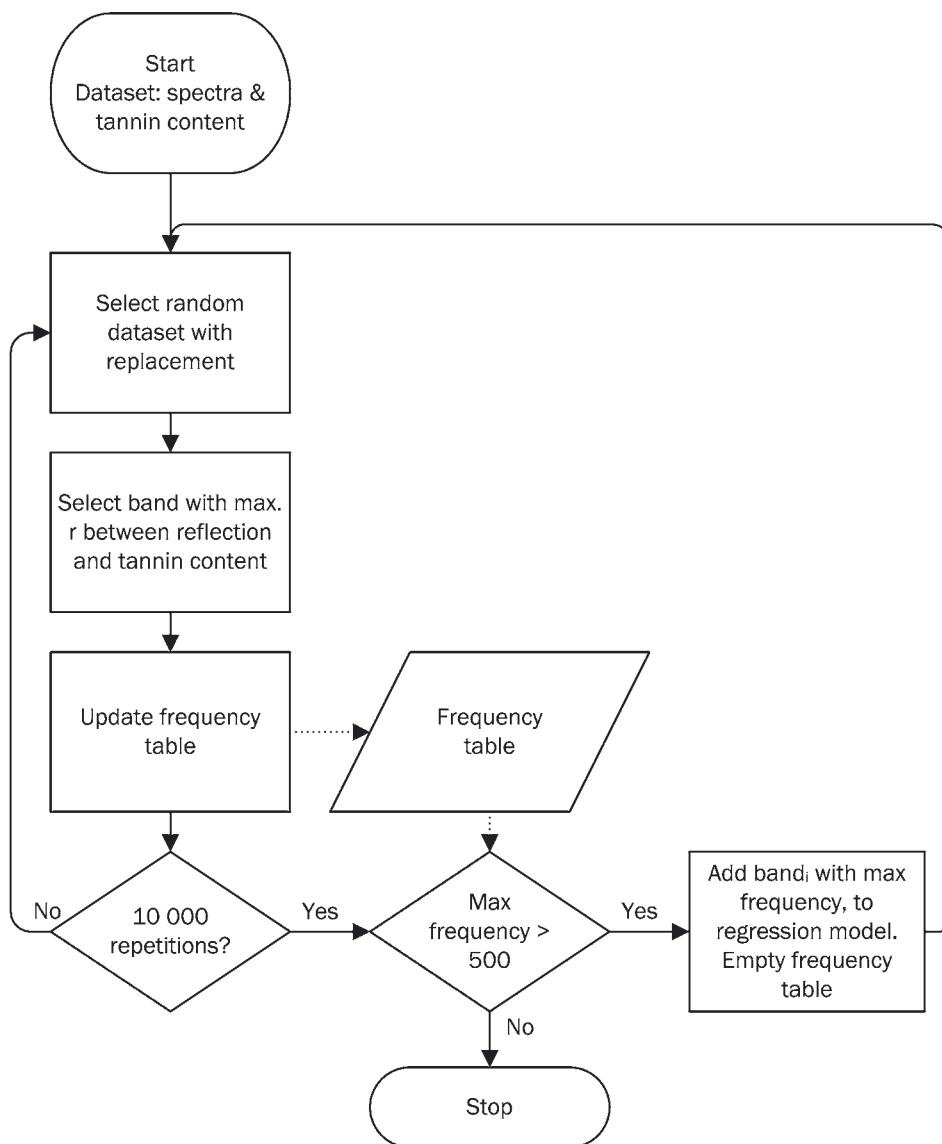 Start
Dataset: spectra &
tannin content
Select random
dataset with
replacement
Select band with max.
r between reflection
and tannin content
Update frequency
table
Frequency
table
No
10 000
repetitions?
Yes
Max
frequency >
500
Yes
Add bandᵢ with max
frequency, to
regression model.
Empty frequency
table
No
Stop